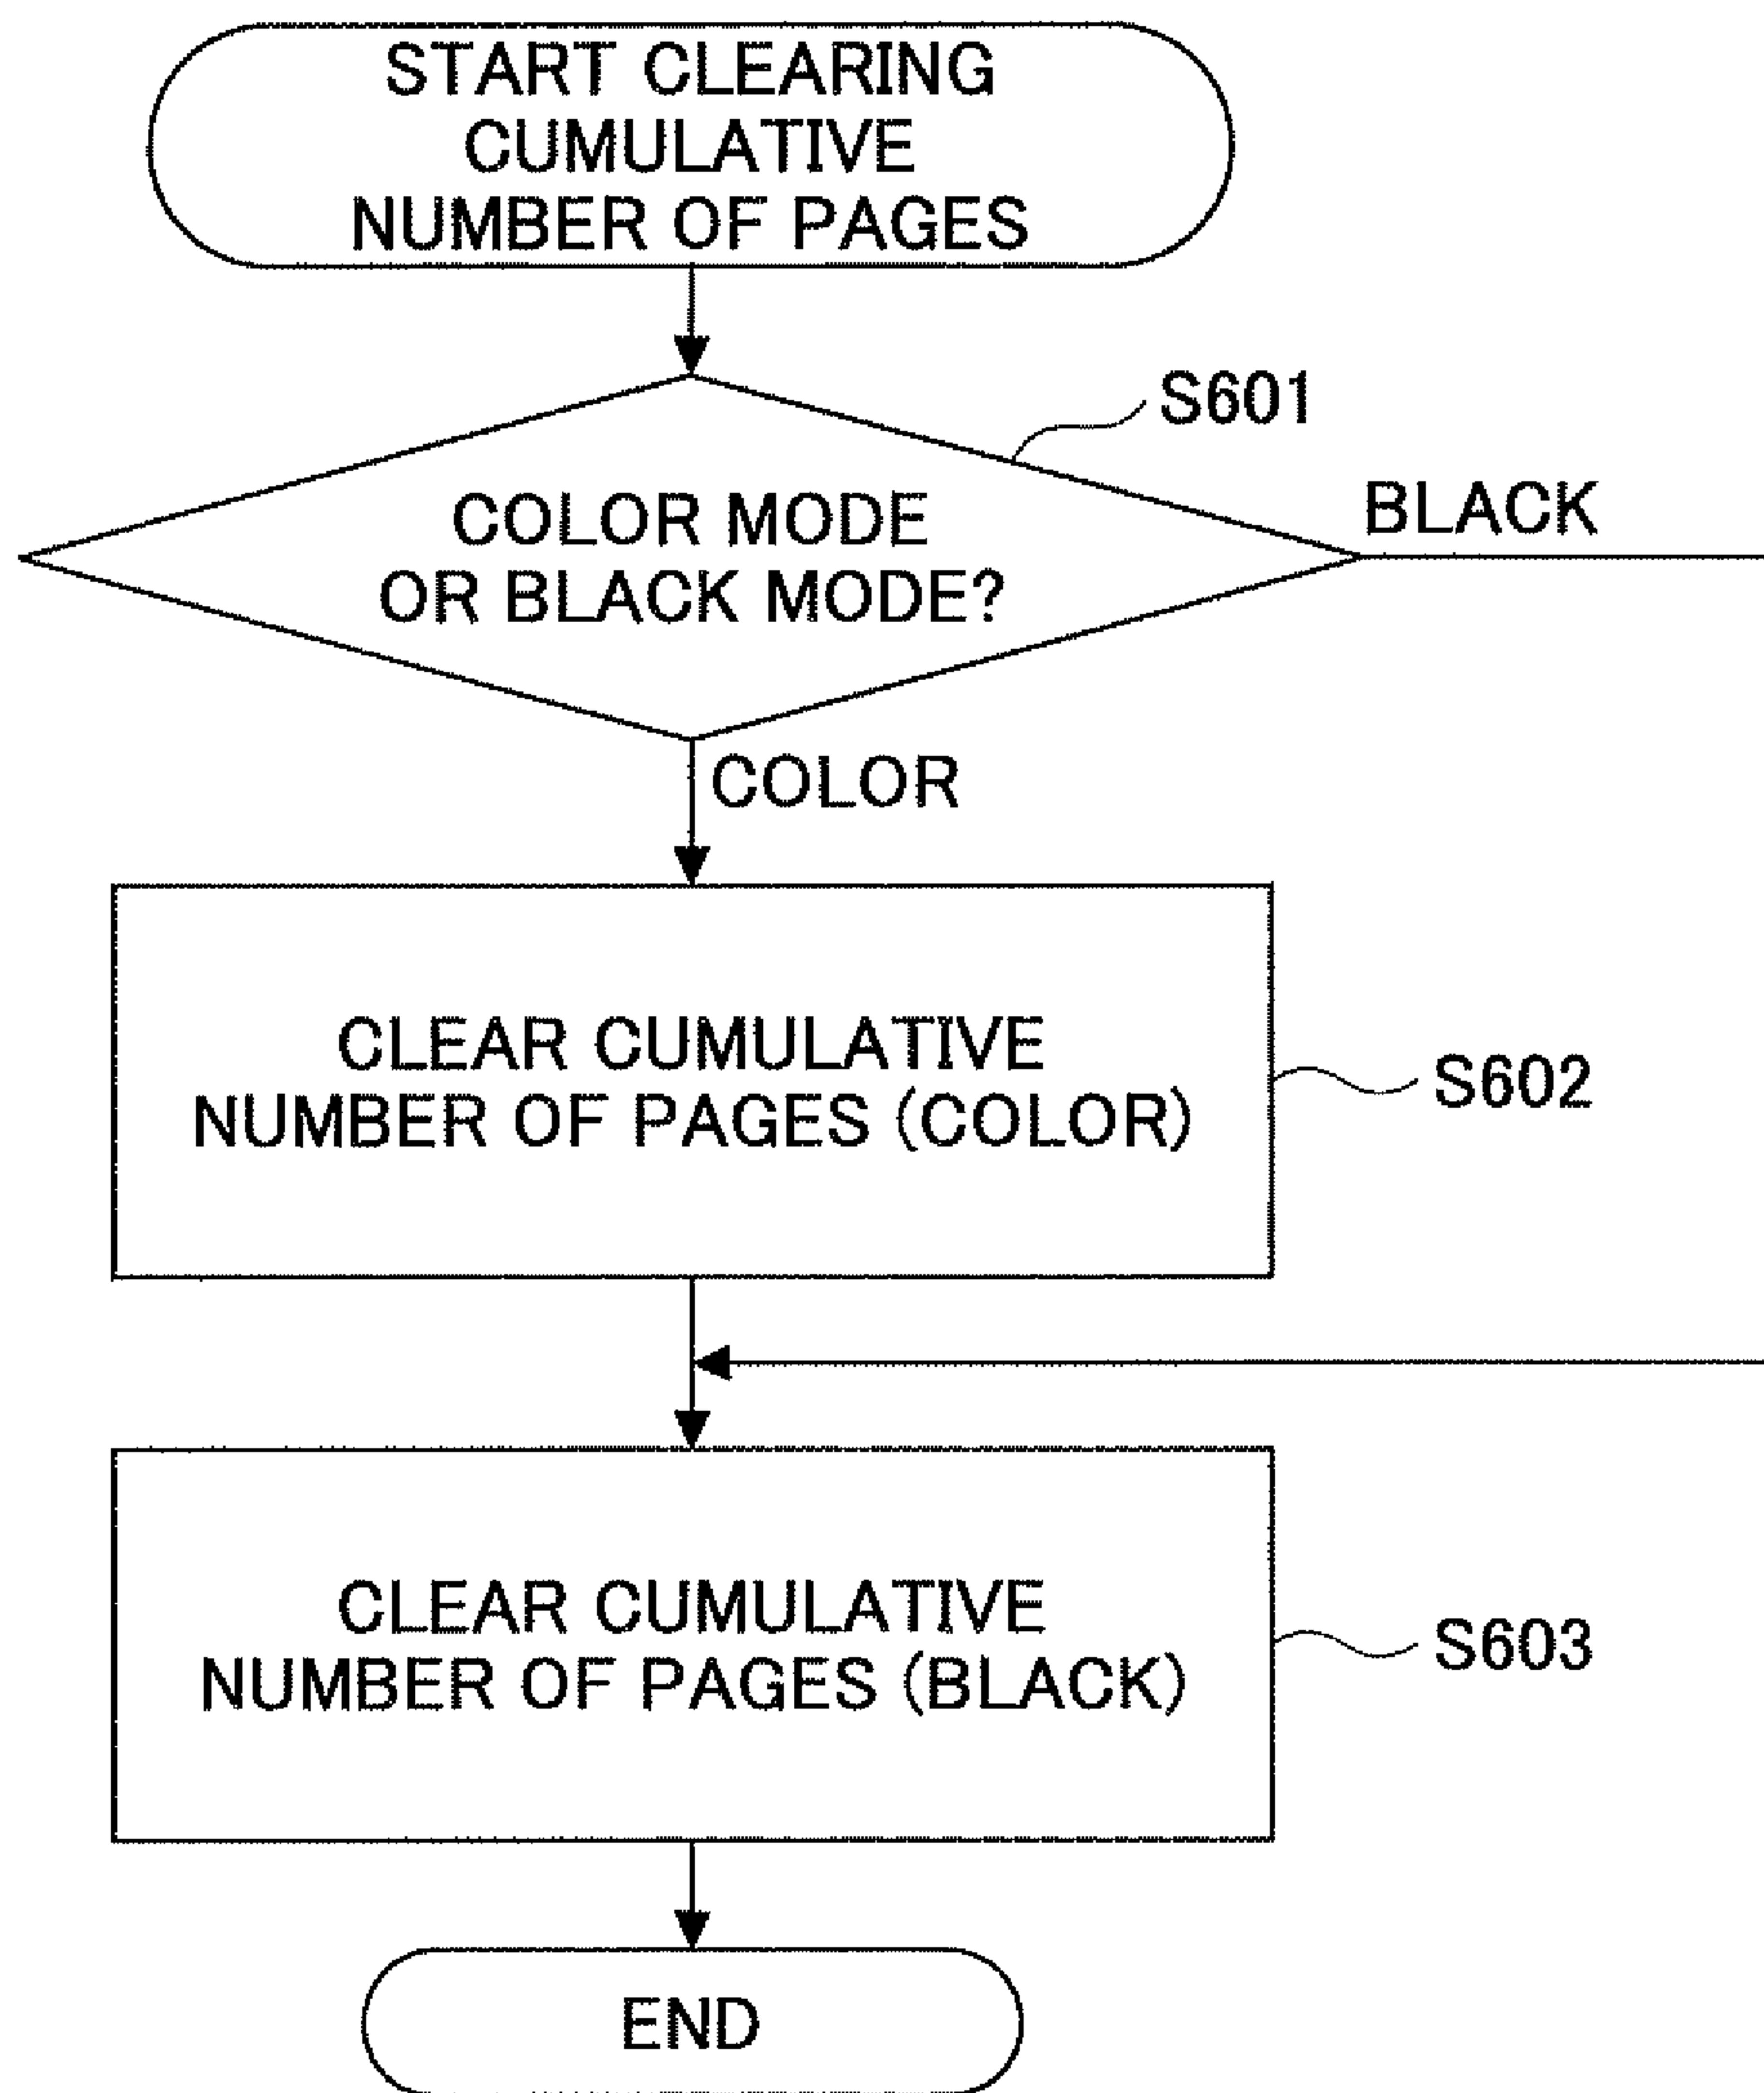 START CLEARING
CUMULATIVE
NUMBER OF PAGES
S601
COLOR MODE
OR BLACK MODE?
BLACK
COLOR
CLEAR CUMULATIVE
NUMBER OF PAGES (COLOR)
S602
CLEAR CUMULATIVE
NUMBER OF PAGES (BLACK)
S603
END